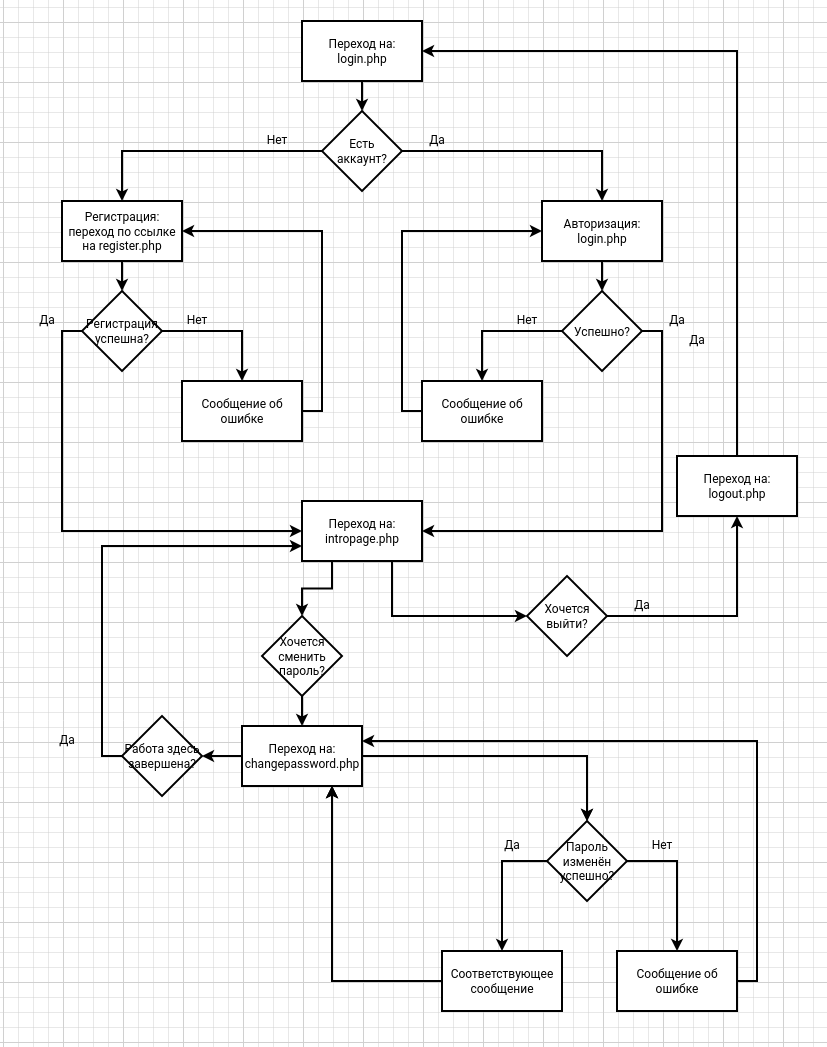 Переход на:
login.php
Есть
аккаунт?
Нет
Да
Регистрация:
переход по ссылке
на register.php
Авторизация:
login.php
Да
Регистрация
успешна?
Нет
Нет
Успешно?
Да
Да
Сообщение об
ошибке
Сообщение об
ошибке
Переход на:
logout.php
Переход на:
intropage.php
Хочется
выйти?
Да
Хочется
сменить
пароль?
Да
Работа здесь
завершена?
Переход на:
changepassword.php
Да
Пароль
изменён
успешно?
Нет
Соответствующее
сообщение
Сообщение об
ошибке